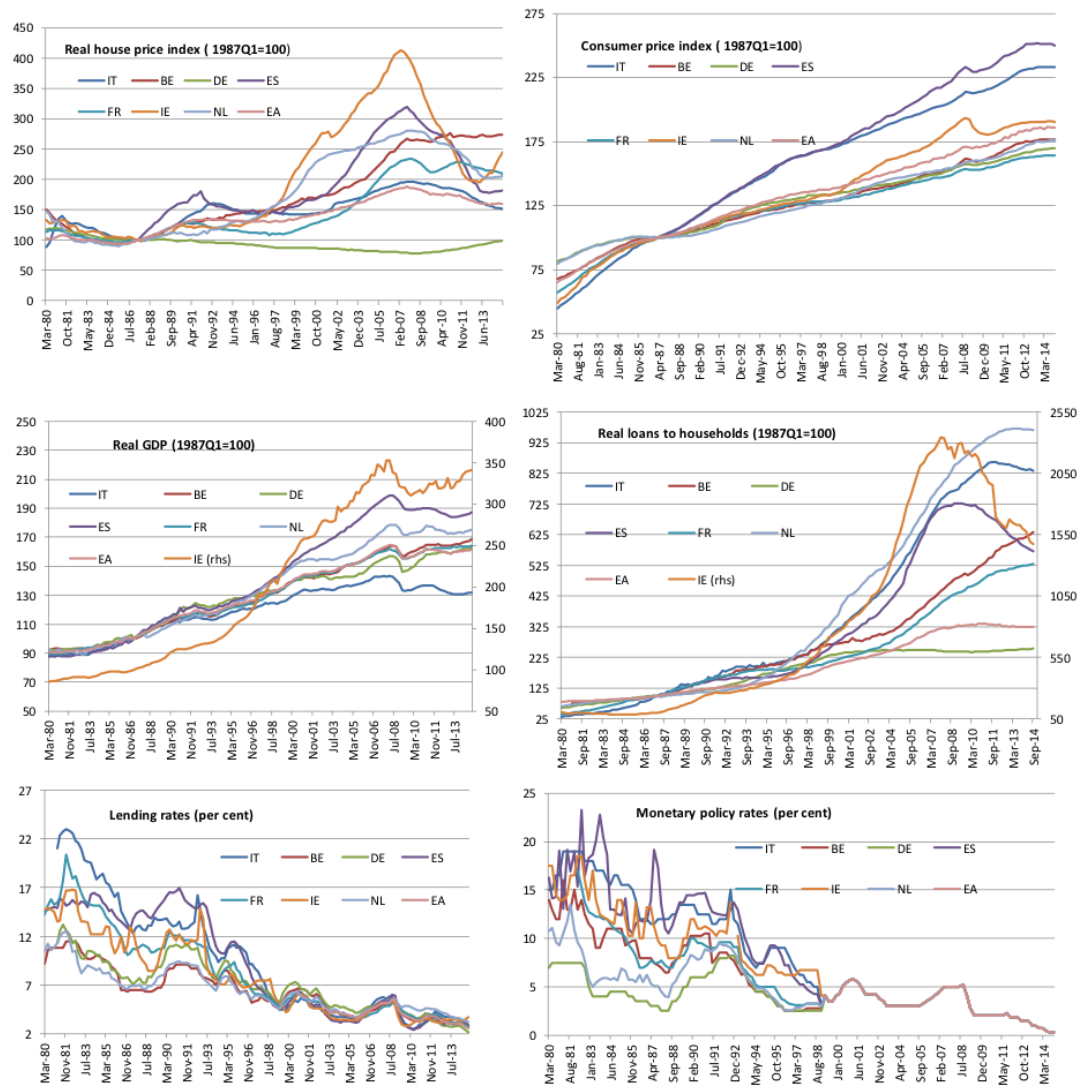 Real house price index ( 1987Q1=100)
IT BE DE ES
FR IE NL EA
450
400
350
300
250
200
150
100
50
0
Mar-80 Oct-81 May-83 Dec-84 Jul-86 Feb-88 Sep-89 Apr-91 Nov-92 Jun-94 Jan-96 Aug-97 Mar-99 Oct-00 May-02 Dec-03 Jul-05 Feb-07 Sep-08 Apr-10 Nov-11 Jun-13
Consumer price index ( 1987Q1=100)
IT BE DE ES
FR IE NL EA
275
225
175
125
75
25
Mar-80 Aug-81 Jan-83 Jun-84 Nov-85 Apr-87 Sep-88 Feb-90 Jul-91 Dec-92 May-94 Oct-95 Mar-97 Aug-98 Jan-00 Jun-01 Nov-02 Apr-04 Sep-05 Feb-07 Jul-08 Dec-09 May-11 Oct-12 Mar-14
Real GDP (1987Q1=100)
IT BE DE
ES FR NL
EA IE (rhs)
250
230
210
190
170
150
130
110
90
70
50
400
350
300
250
200
150
100
50
Mar-80 Nov-81 Jul-83 Mar-85 Nov-86 Jul-88 Mar-90 Nov-91 Jul-93 Mar-95 Nov-96 Jul-98 Mar-00 Nov-01 Jul-03 Mar-05 Nov-06 Jul-08 Mar-10 Nov-11 Jul-13
Real loans to households (1987Q1=100)
IT BE DE
ES FR NL
EA IE (rhs)
1025
925
825
725
625
525
425
325
225
125
25
2550
2050
1550
1050
550
50
Mar-80 Sep-81 Mar-83 Sep-84 Mar-86 Sep-87 Mar-89 Sep-90 Mar-92 Sep-93 Mar-95 Sep-96 Mar-98 Sep-99 Mar-01 Sep-02 Mar-04 Sep-05 Mar-07 Sep-08 Mar-10 Sep-11 Mar-13 Sep-14
Lending rates (per cent)
IT BE DE ES
FR IE NL EA
27
22
17
12
7
2
Mar-80 Nov-81 Jul-83 Mar-85 Nov-86 Jul-88 Mar-90 Nov-91 Jul-93 Mar-95 Nov-96 Jul-98 Mar-00 Nov-01 Jul-03 Mar-05 Nov-06 Jul-08 Mar-10 Nov-11 Jul-13
Monetary policy rates (per cent)
IT BE DE ES
FR IE NL EA
25
20
15
10
5
0
Mar-80 Aug-81 Jan-83 Jun-84 Nov-85 Apr-87 Sep-88 Feb-90 Jul-91 Dec-92 May-94 Oct-95 Mar-97 Aug-98 Jan-00 Jun-01 Nov-02 Apr-04 Sep-05 Feb-07 Jul-08 Dec-09 May-11 Oct-12 Mar-14